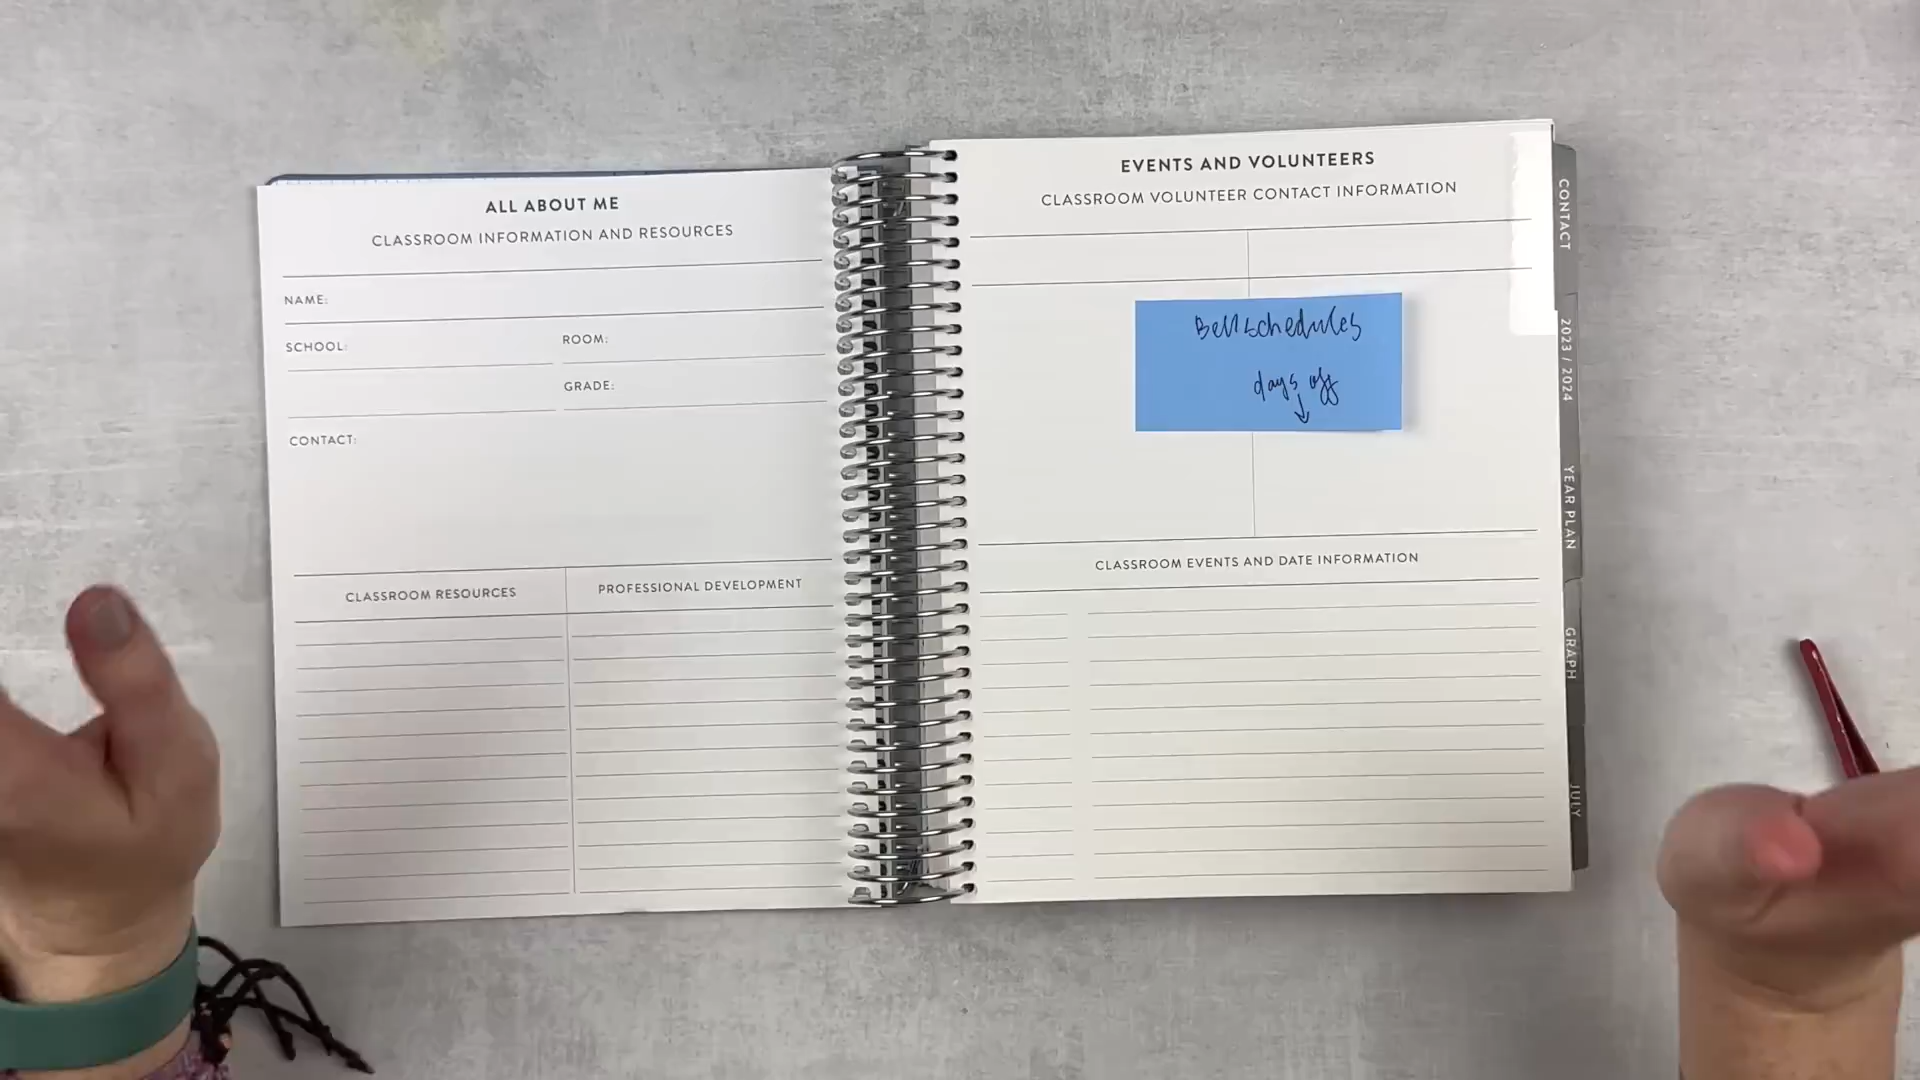 ALL ABOUT ME
CLASSROOM INFORMATION AND RESOURCES
NAME:
SCHOOL:
ROOM:
GRADE:
CONTACT:
CLASSROOM RESOURCES
PROFESSIONAL DEVELOPMENT
EVENTS AND VOLUNTEERS
CLASSROOM VOLUNTEER CONTACT INFORMATION
Bell schedules
days off
CLASSROOM EVENTS AND DATE INFORMATION
CONTACT
2023 / 2024
YEAR PLAN
GRAPH
JULY